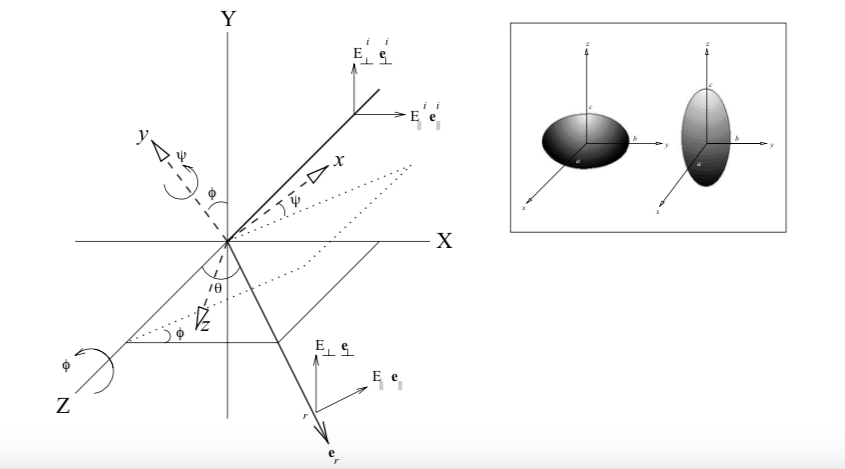 Y
E⊥ⁱ e⊥ⁱ
E∥ⁱ e∥ⁱ
y
ψ
ϕ
x
ψ
X
θ
z
ϕ
ϕ
Z
E⊥ e⊥
E∥ e∥
r
eᵣ
z
c
b
y
a
x
z
c
b
y
a
x